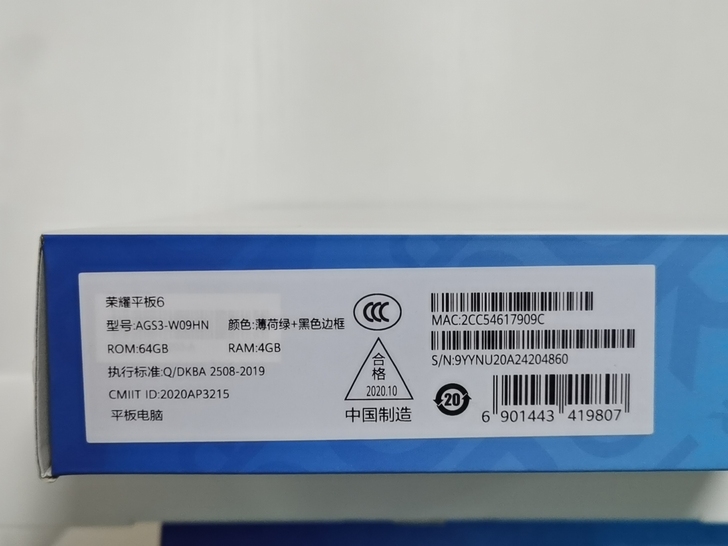 荣耀平板6
型号:AGS3-W09HN 颜色:薄荷绿+黑色边框
ROM:64GB RAM:4GB
执行标准:Q/DKBA 2508-2019
CMIIT ID:2020AP3215
平板电脑
CCC
合格
2020.10
中国制造
MAC:2CC54617909C
S/N:9YYNU20A24204860
20
6 901443 419807